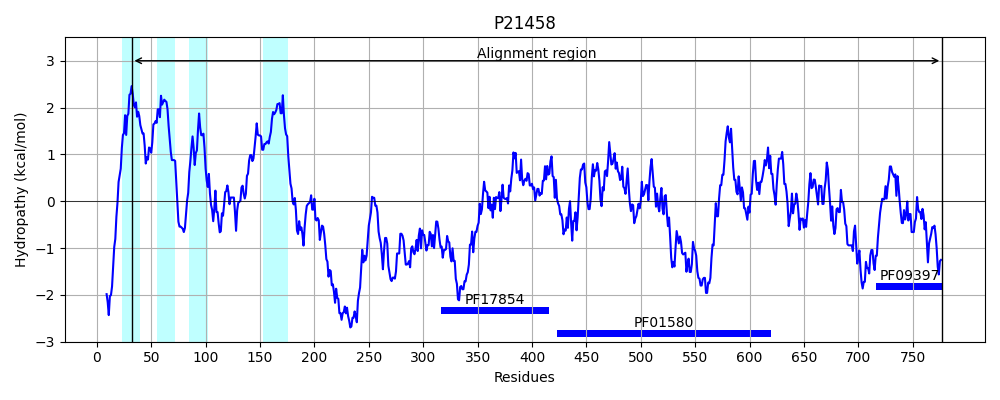 P21458
Alignment region
3
2
1
0
−1
−2
−3
Hydropathy (kcal/mol)
PF09397
PF17854
PF01580
0 50 100 150 200 250 300 350 400 450 500 550 600 650 700 750
Residues